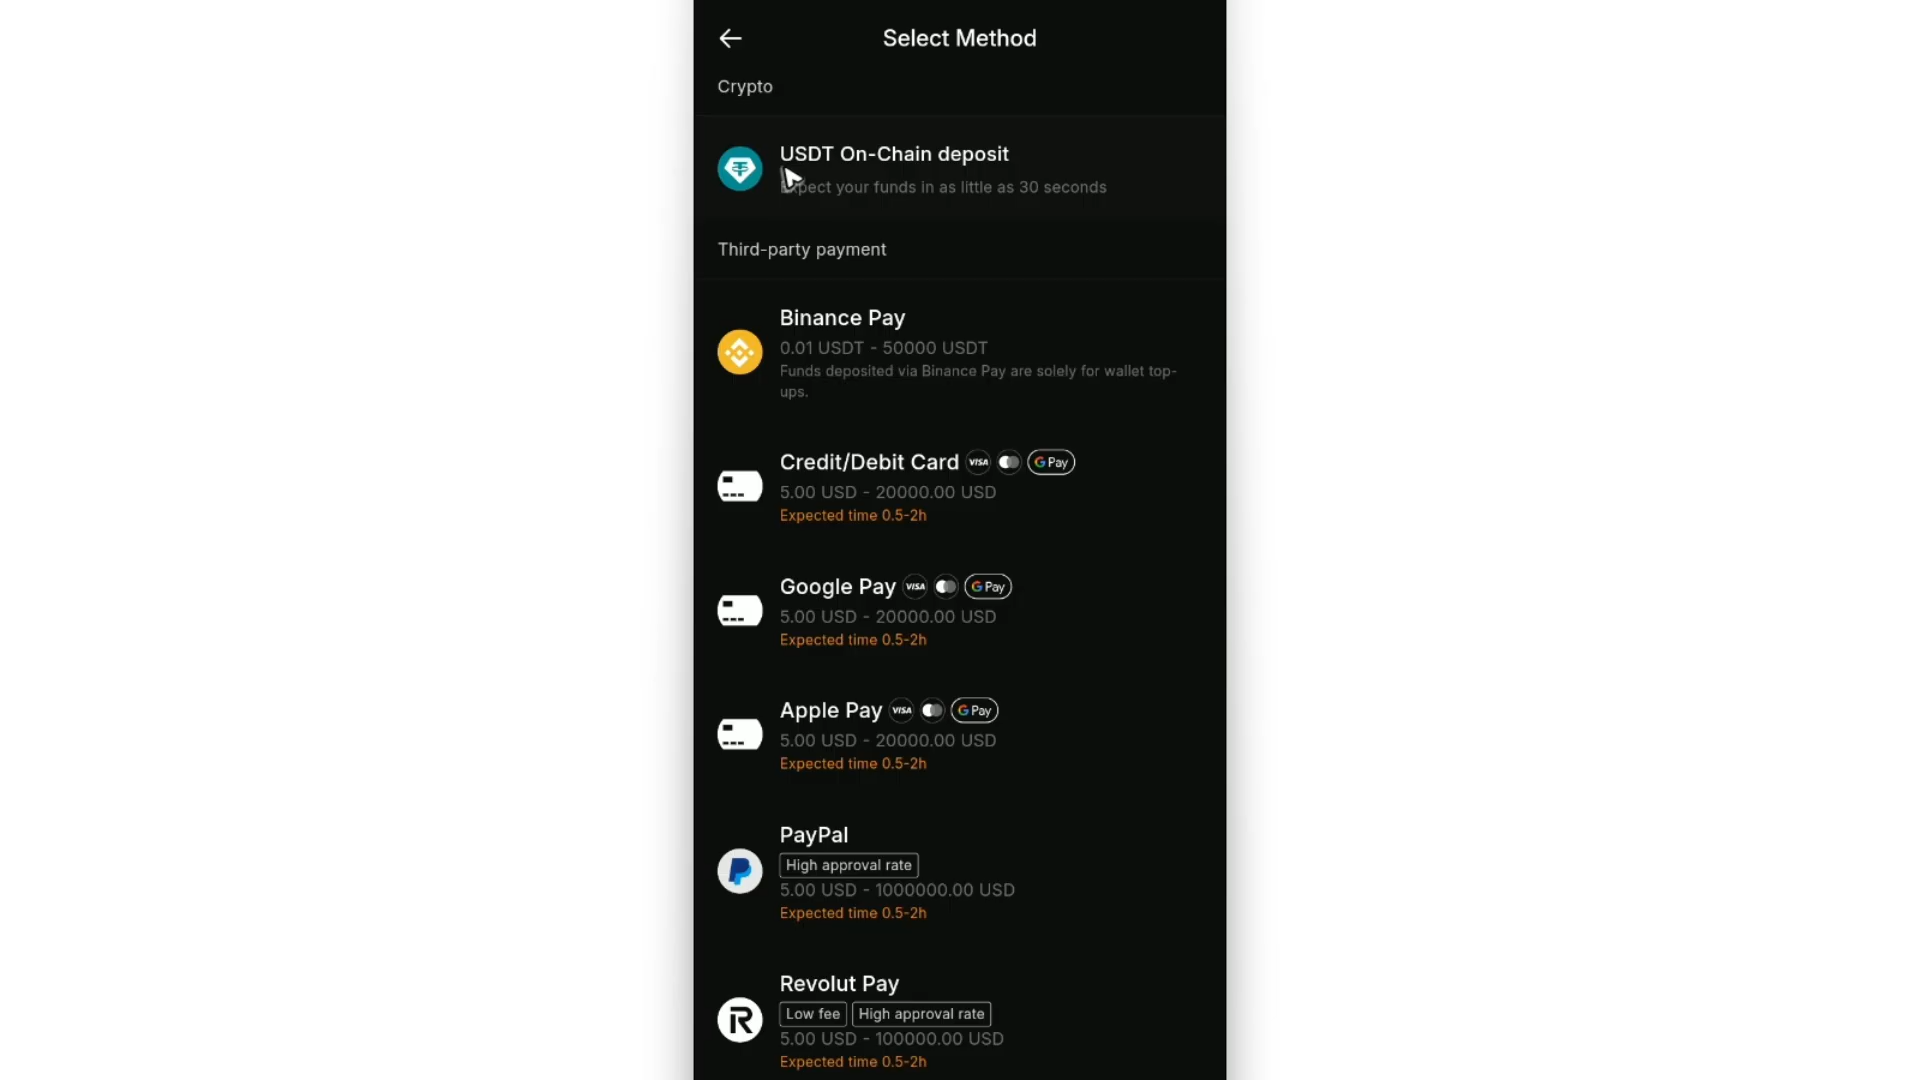 Select Method
Crypto
USDT On-Chain deposit
Expect your funds in as little as 30 seconds
Third-party payment
Binance Pay
0.01 USDT - 50000 USDT
Funds deposited via Binance Pay are solely for wallet top-
ups.
Credit/Debit Card VISA G Pay
5.00 USD - 20000.00 USD
Expected time 0.5-2h
Google Pay VISA G Pay
5.00 USD - 20000.00 USD
Expected time 0.5-2h
Apple Pay VISA G Pay
5.00 USD - 20000.00 USD
Expected time 0.5-2h
PayPal
High approval rate
5.00 USD - 1000000.00 USD
Expected time 0.5-2h
Revolut Pay
Low fee High approval rate
5.00 USD - 100000.00 USD
Expected time 0.5-2h